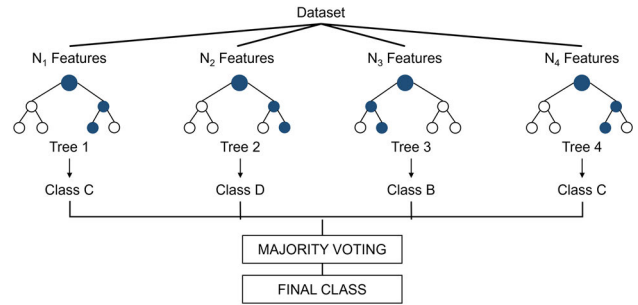 Dataset
N₁ Features N₂ Features N₃ Features N₄ Features
Tree 1 Tree 2 Tree 3 Tree 4
Class C Class D Class B Class C
MAJORITY VOTING
FINAL CLASS